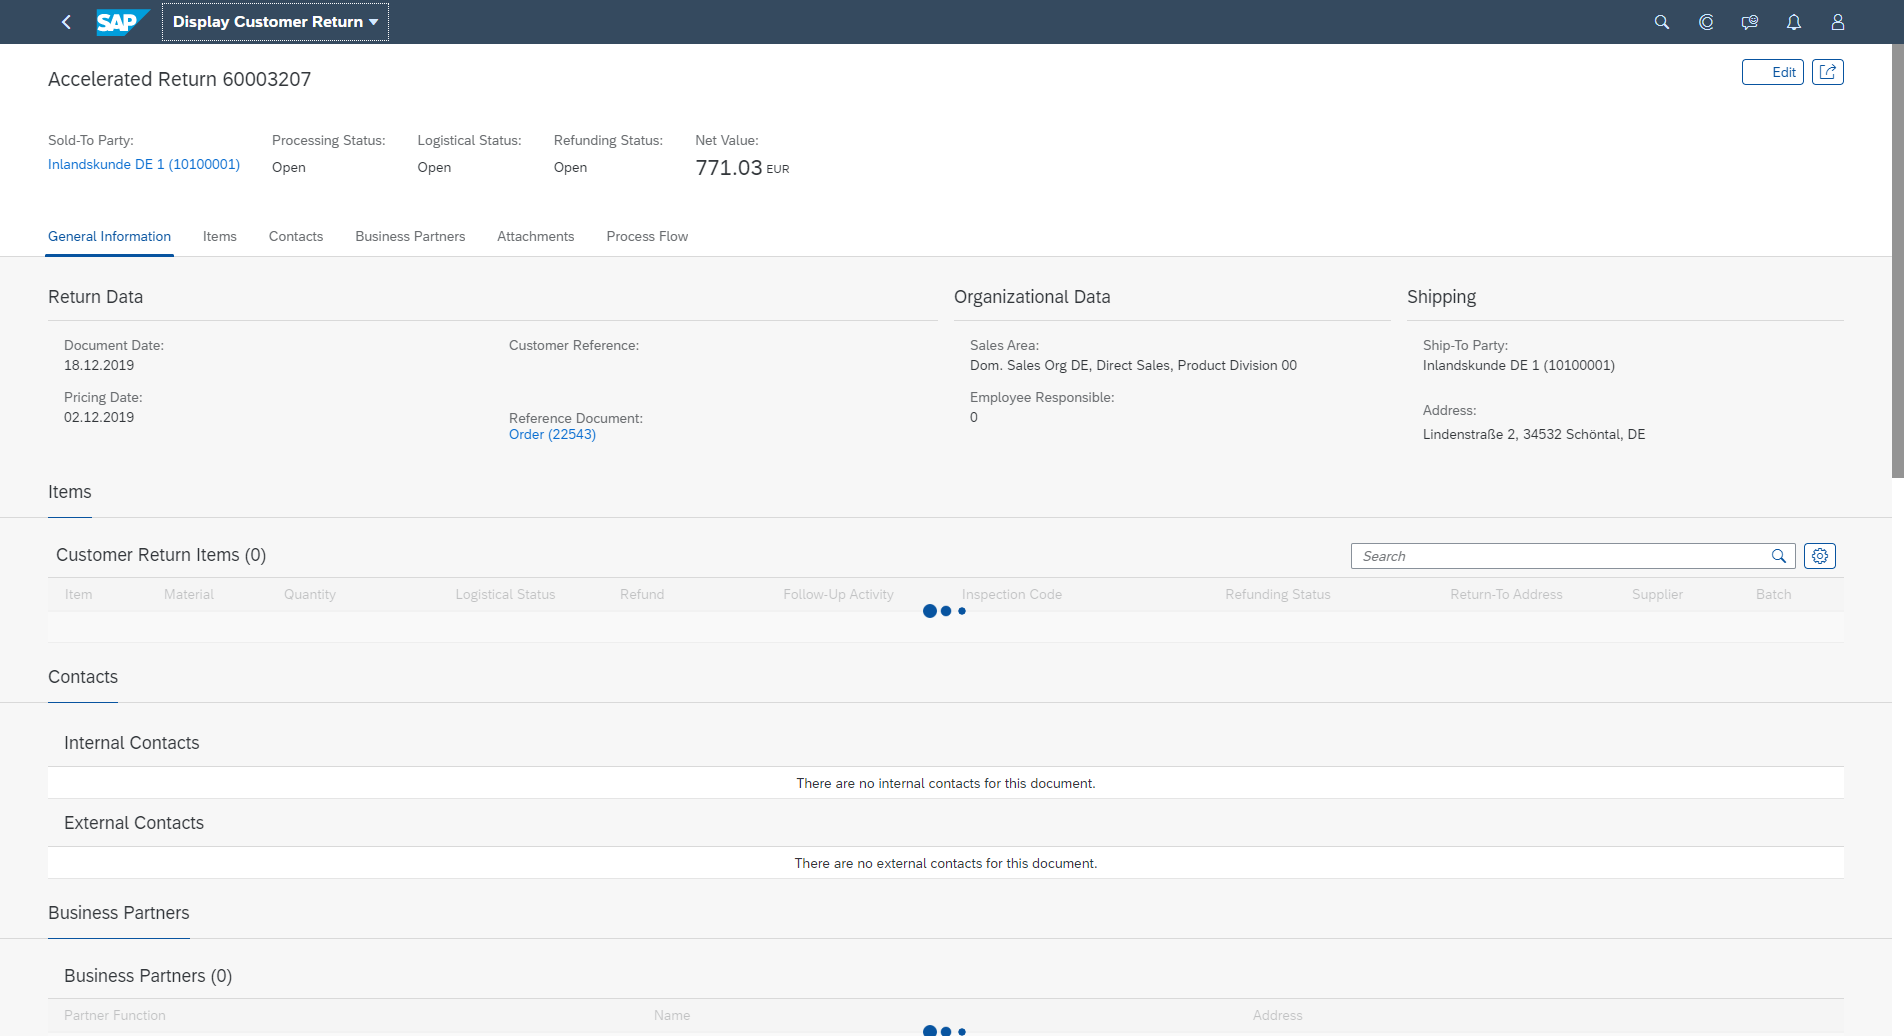 SAP Display Customer Return
Accelerated Return 60003207
Edit
Sold-To Party:
Inlandskunde DE 1 (10100001)
Processing Status:
Open
Logistical Status:
Open
Refunding Status:
Open
Net Value:
771.03 EUR
General Information Items Contacts Business Partners Attachments Process Flow
Return Data
Document Date:
18.12.2019
Pricing Date:
02.12.2019
Customer Reference:
Reference Document:
Order (22543)
Organizational Data
Sales Area:
Dom. Sales Org DE, Direct Sales, Product Division 00
Employee Responsible:
0
Shipping
Ship-To Party:
Inlandskunde DE 1 (10100001)
Address:
Lindenstraße 2, 34532 Schöntal, DE
Items
Customer Return Items (0)
Search
Item Material Quantity Logistical Status Refund Follow-Up Activity Inspection Code Refunding Status Return-To Address Supplier Batch
Contacts
Internal Contacts
There are no internal contacts for this document.
External Contacts
There are no external contacts for this document.
Business Partners
Business Partners (0)
Partner Function Name Address